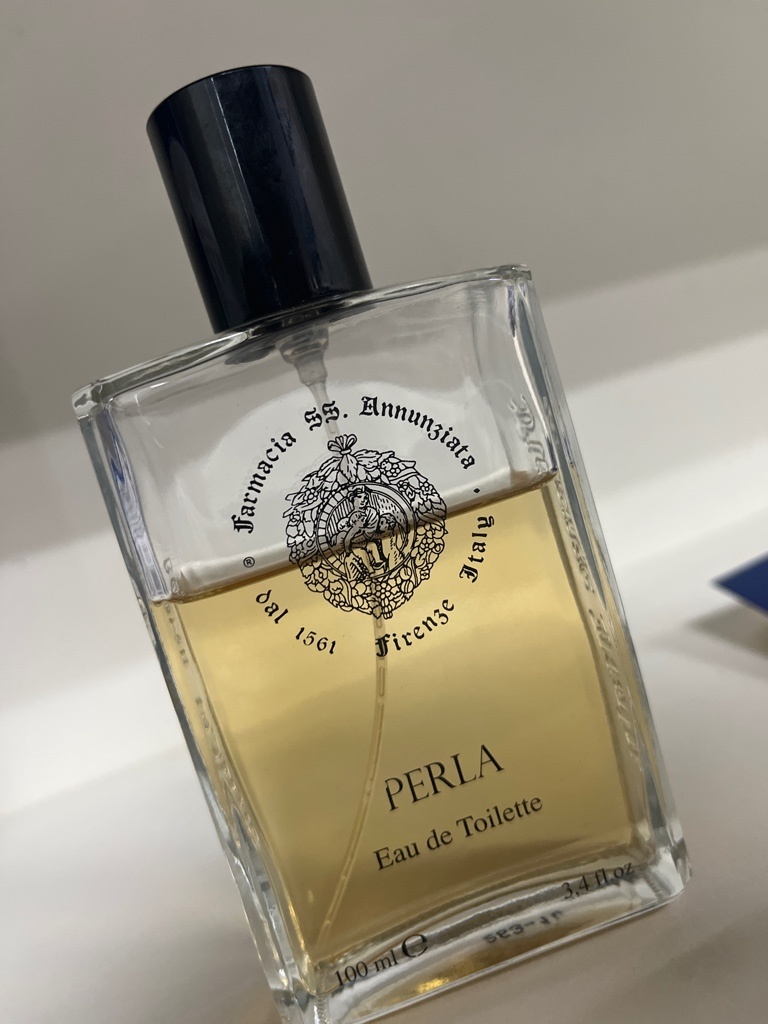 Farmacia SS. Annunziata
® dal 1561 Firenze Italy
PERLA
Eau de Toilette
3,4 fl.oz
100 ml ℮